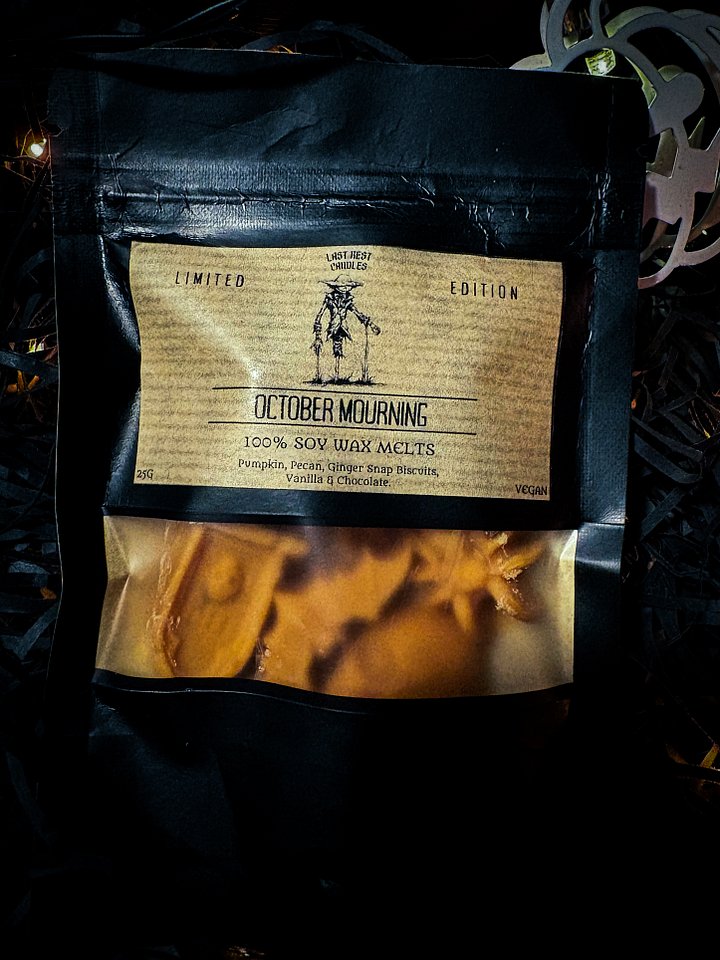 LAST REST
CANDLES
LIMITED
EDITION
OCTOBER MOURNING
100% SOY WAX MELTS
Pumpkin, Pecan, Ginger Snap Biscuits,
Vanilla & Chocolate.
25G
VEGAN